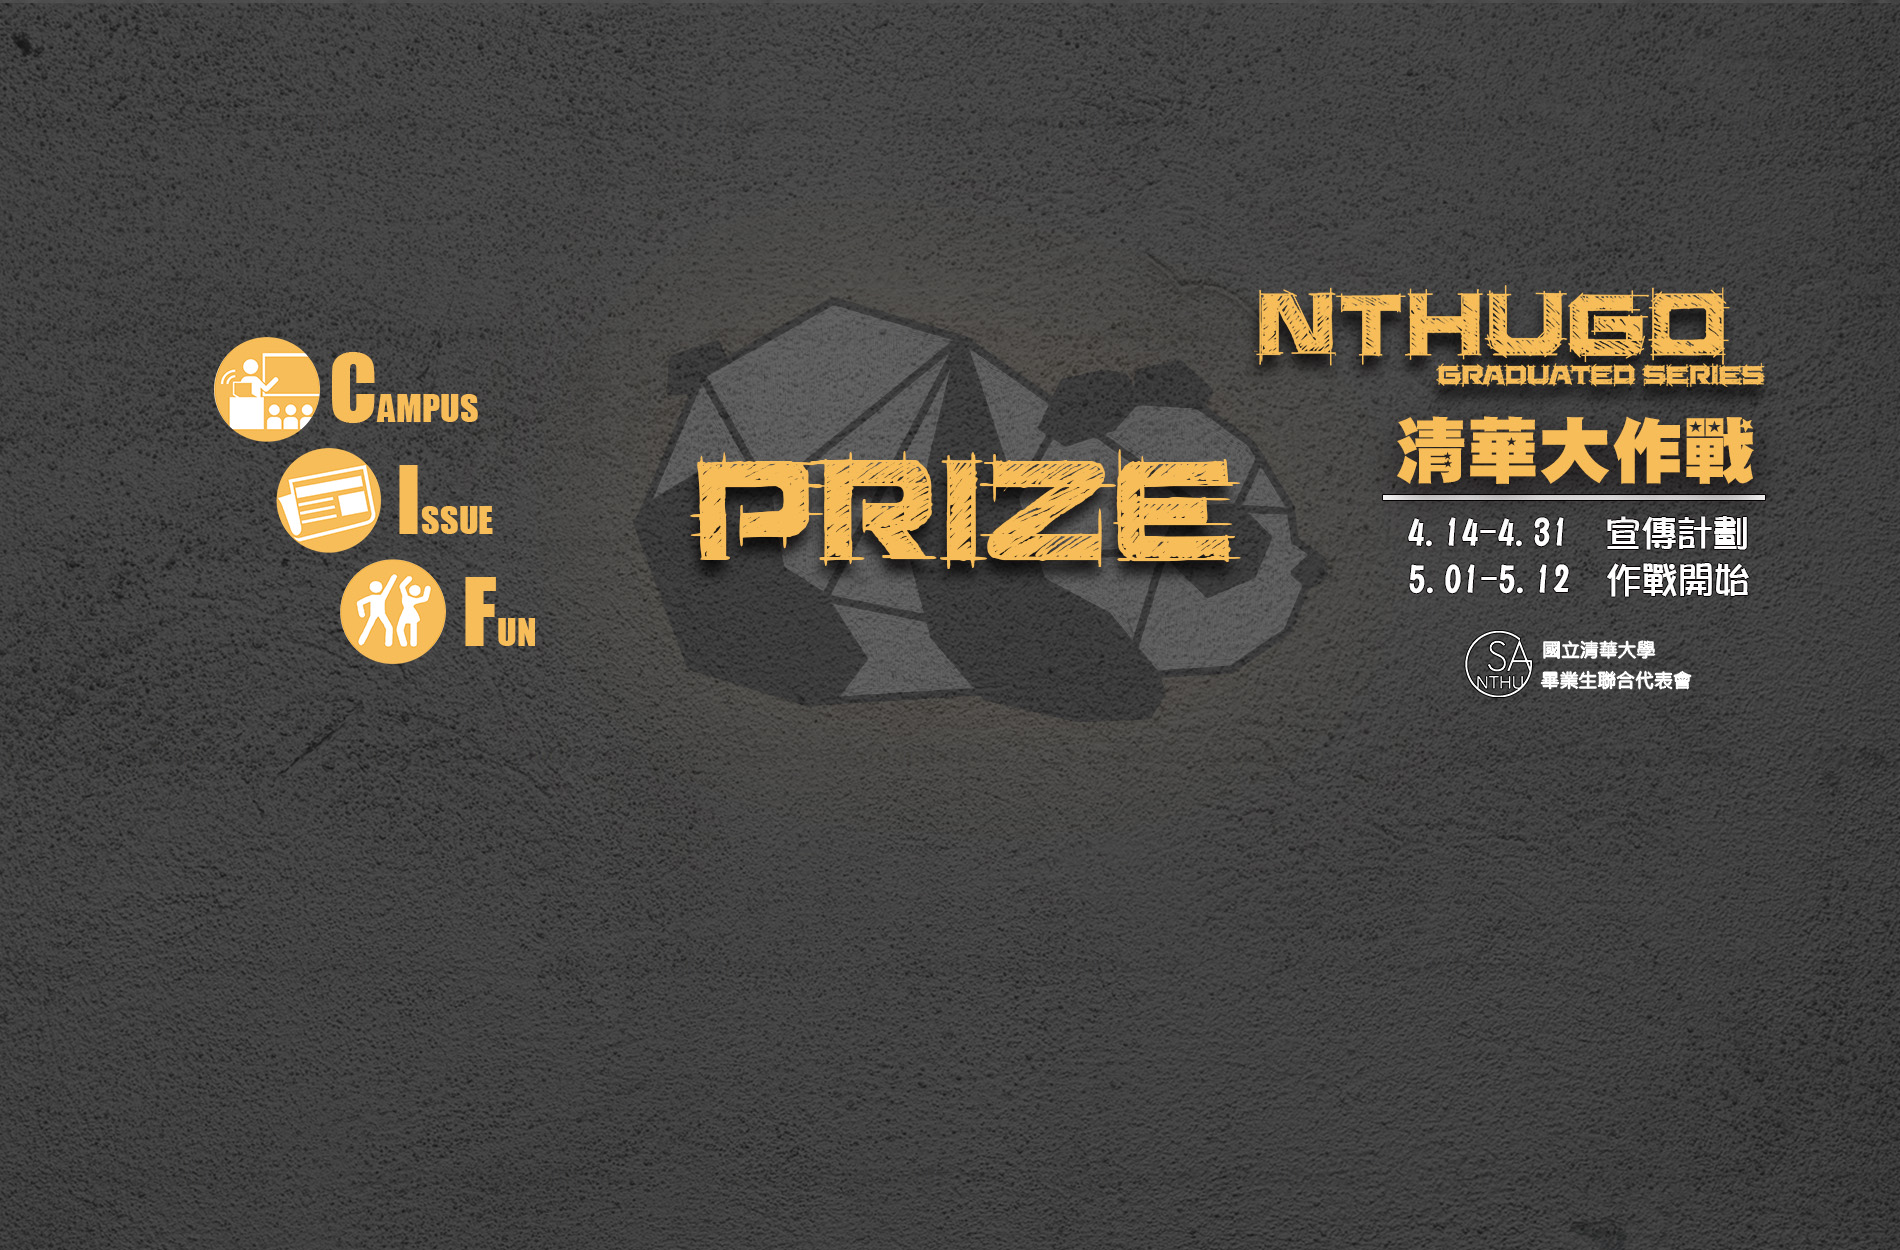 CAMPUS
ISSUE
FUN
PRIZE
NTHUGO
GRADUATED SERIES
清華大作戰
4.14-4.31 宣傳計劃
5.01-5.12 作戰開始
SA
NTHU
國立清華大學
畢業生聯合代表會